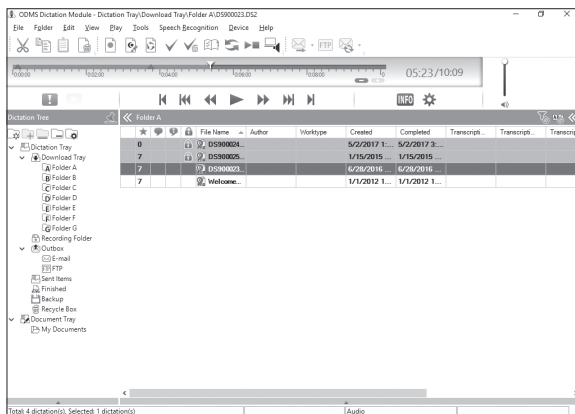 ODMS Dictation Module - Dictation Tray\Download Tray\Folder A\DS900023.DS2
File Folder Edit View Play Tools Speech Recognition Device Help
FTP
0:00:00 0:02:00 0:04:00 0:06:00 0:08:00 05:23/10:09
INFO
Dictation Tree Folder A
File Name Author Worktype Created Completed Transcripti... Transcripti... Transcrip
Dictation Tray 0 DS900024... 5/2/2017 1:... 5/2/2017 3:...
Download Tray 7 DS900025... 1/15/2015 ... 1/15/2015 ...
Folder A 7 DS900023... 6/28/2016 ... 6/28/2016 ...
Folder B 7 Welcome... 1/1/2012 1... 1/1/2012 1...
Folder C
Folder D
Folder E
Folder F
Folder G
Recording Folder
Outbox
E-mail
FTP
Sent Items
Finished
Backup
Recycle Box
Document Tray
My Documents
Total: 4 dictation(s), Selected: 1 dictation(s) Audio